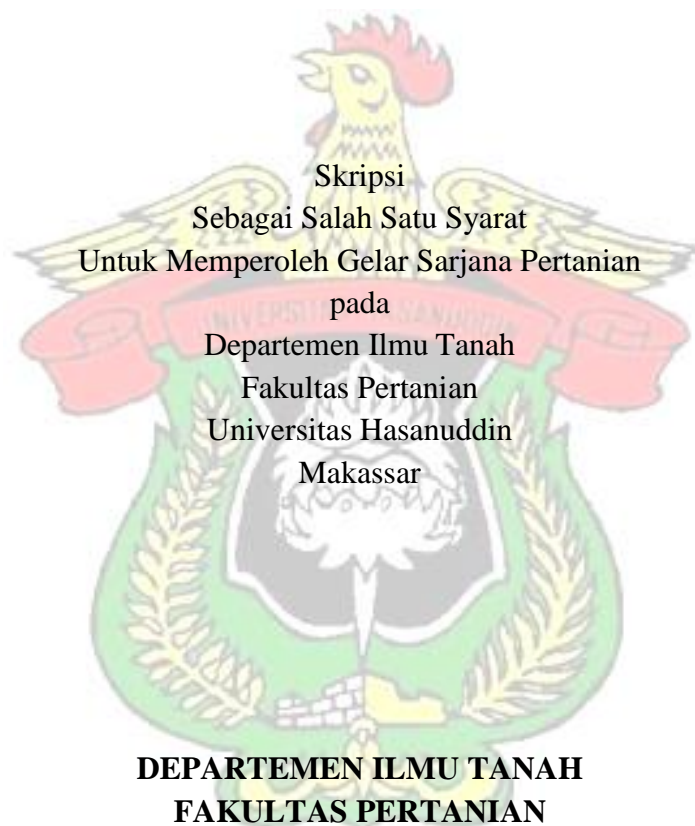 Skripsi
Sebagai Salah Satu Syarat
Untuk Memperoleh Gelar Sarjana Pertanian
pada
Departemen Ilmu Tanah
Fakultas Pertanian
Universitas Hasanuddin
Makassar
DEPARTEMEN ILMU TANAH
FAKULTAS PERTANIAN